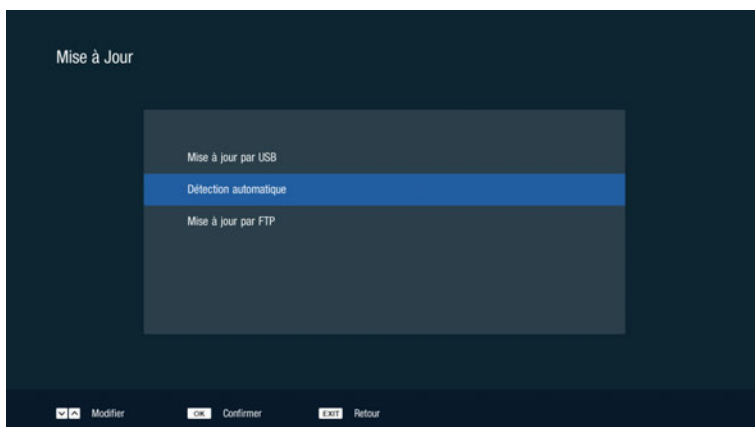 Mise à Jour
Mise à jour par USB
Détection automatique
Mise à jour par FTP
Modifier OK Confirmer EXIT Retour